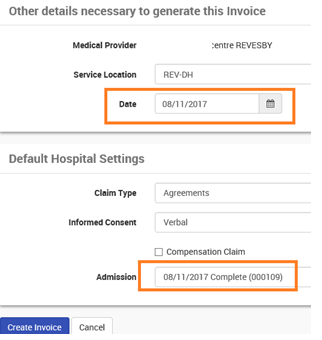 Other details necessary to generate this Invoice
Medical Provider :centre REVESBY
Service Location REV-DH
Date 08/11/2017
Default Hospital Settings
Claim Type Agreements
Informed Consent Verbal
Compensation Claim
Admission 08/11/2017 Complete (000109)
Create Invoice Cancel